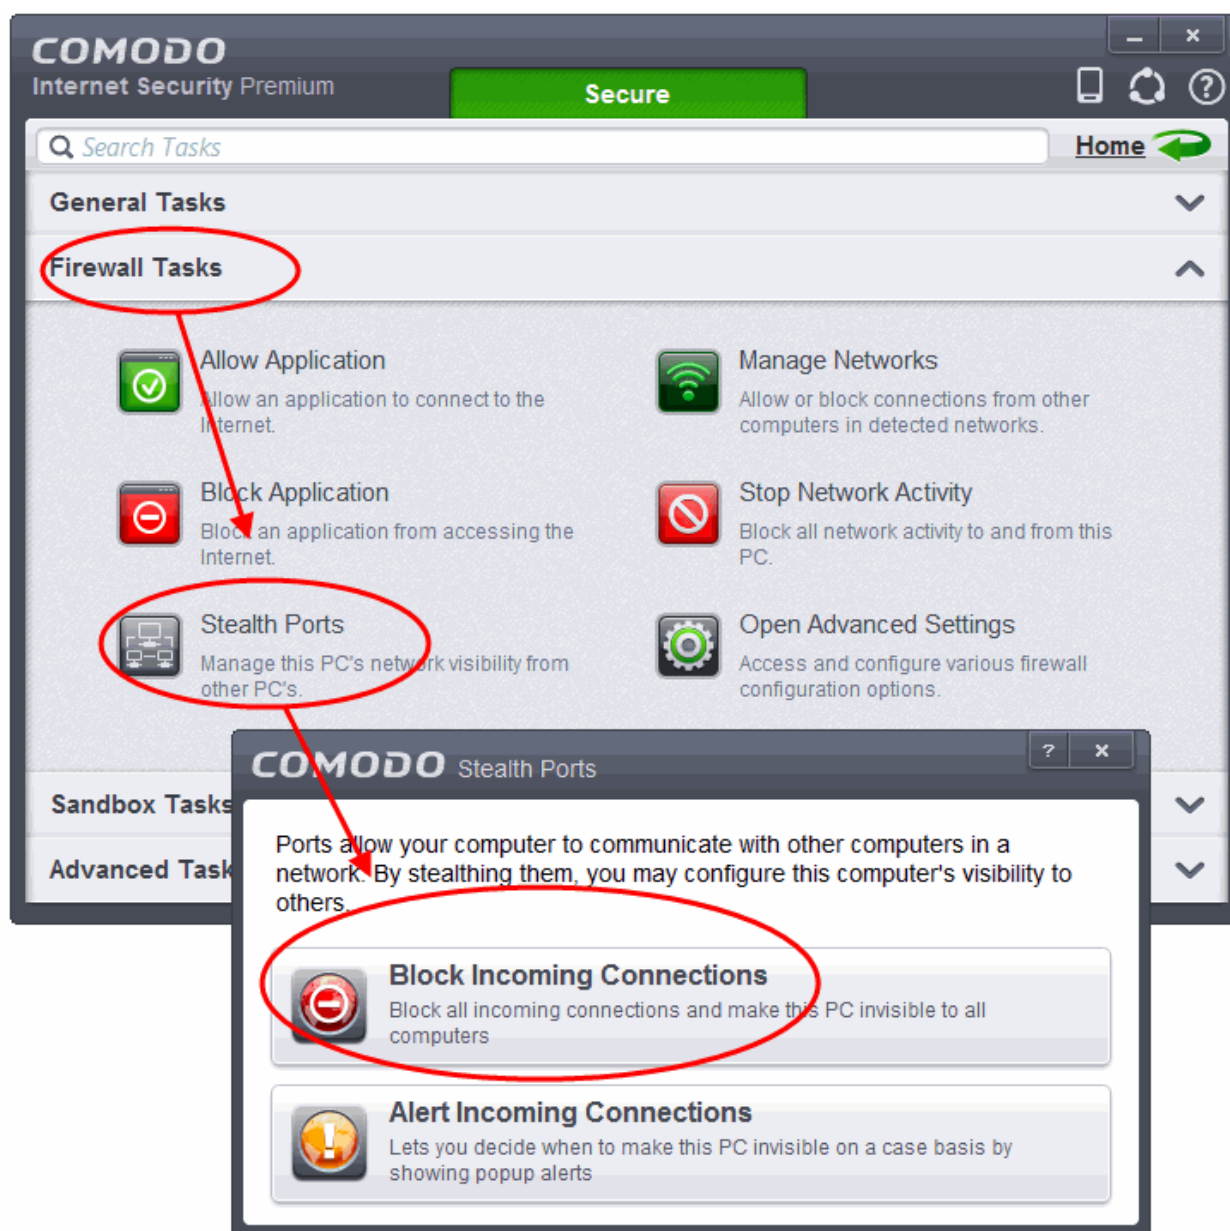 COMODO
Internet Security Premium
Secure
?
Search Tasks
Home
General Tasks
Firewall Tasks
Allow Application
Allow an application to connect to the
Internet.
Manage Networks
Allow or block connections from other
computers in detected networks.
Block Application
Block an application from accessing the
Internet.
Stop Network Activity
Block all network activity to and from this
PC.
Stealth Ports
Manage this PC's network visibility from
other PC's.
Open Advanced Settings
Access and configure various firewall
configuration options.
Sandbox Tasks
Advanced Task
COMODO Stealth Ports
?
Ports allow your computer to communicate with other computers in a
network. By stealthing them, you may configure this computer's visibility to
others.
Block Incoming Connections
Block all incoming connections and make this PC invisible to all
computers
Alert Incoming Connections
Lets you decide when to make this PC invisible on a case basis by
showing popup alerts